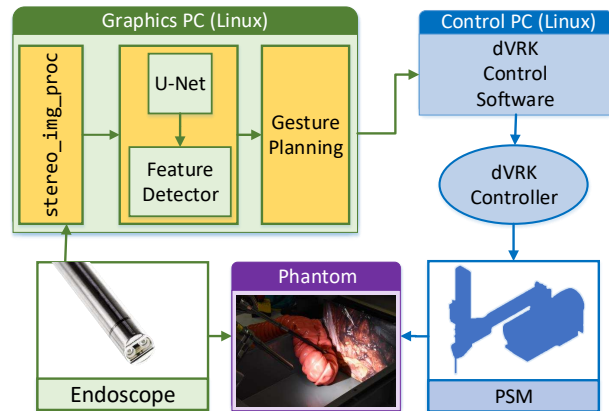 Graphics PC (Linux)
stereo_img_proc
U-Net
Feature
Detector
Gesture
Planning
Control PC (Linux)
dVRK
Control
Software
dVRK
Controller
Endoscope
Phantom
PSM